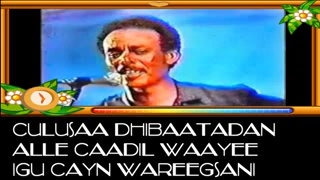 CULUSAA DHIBAATADAN
ALLE CAADIL WAAYEE
IGU CAYN WAREEGSANI